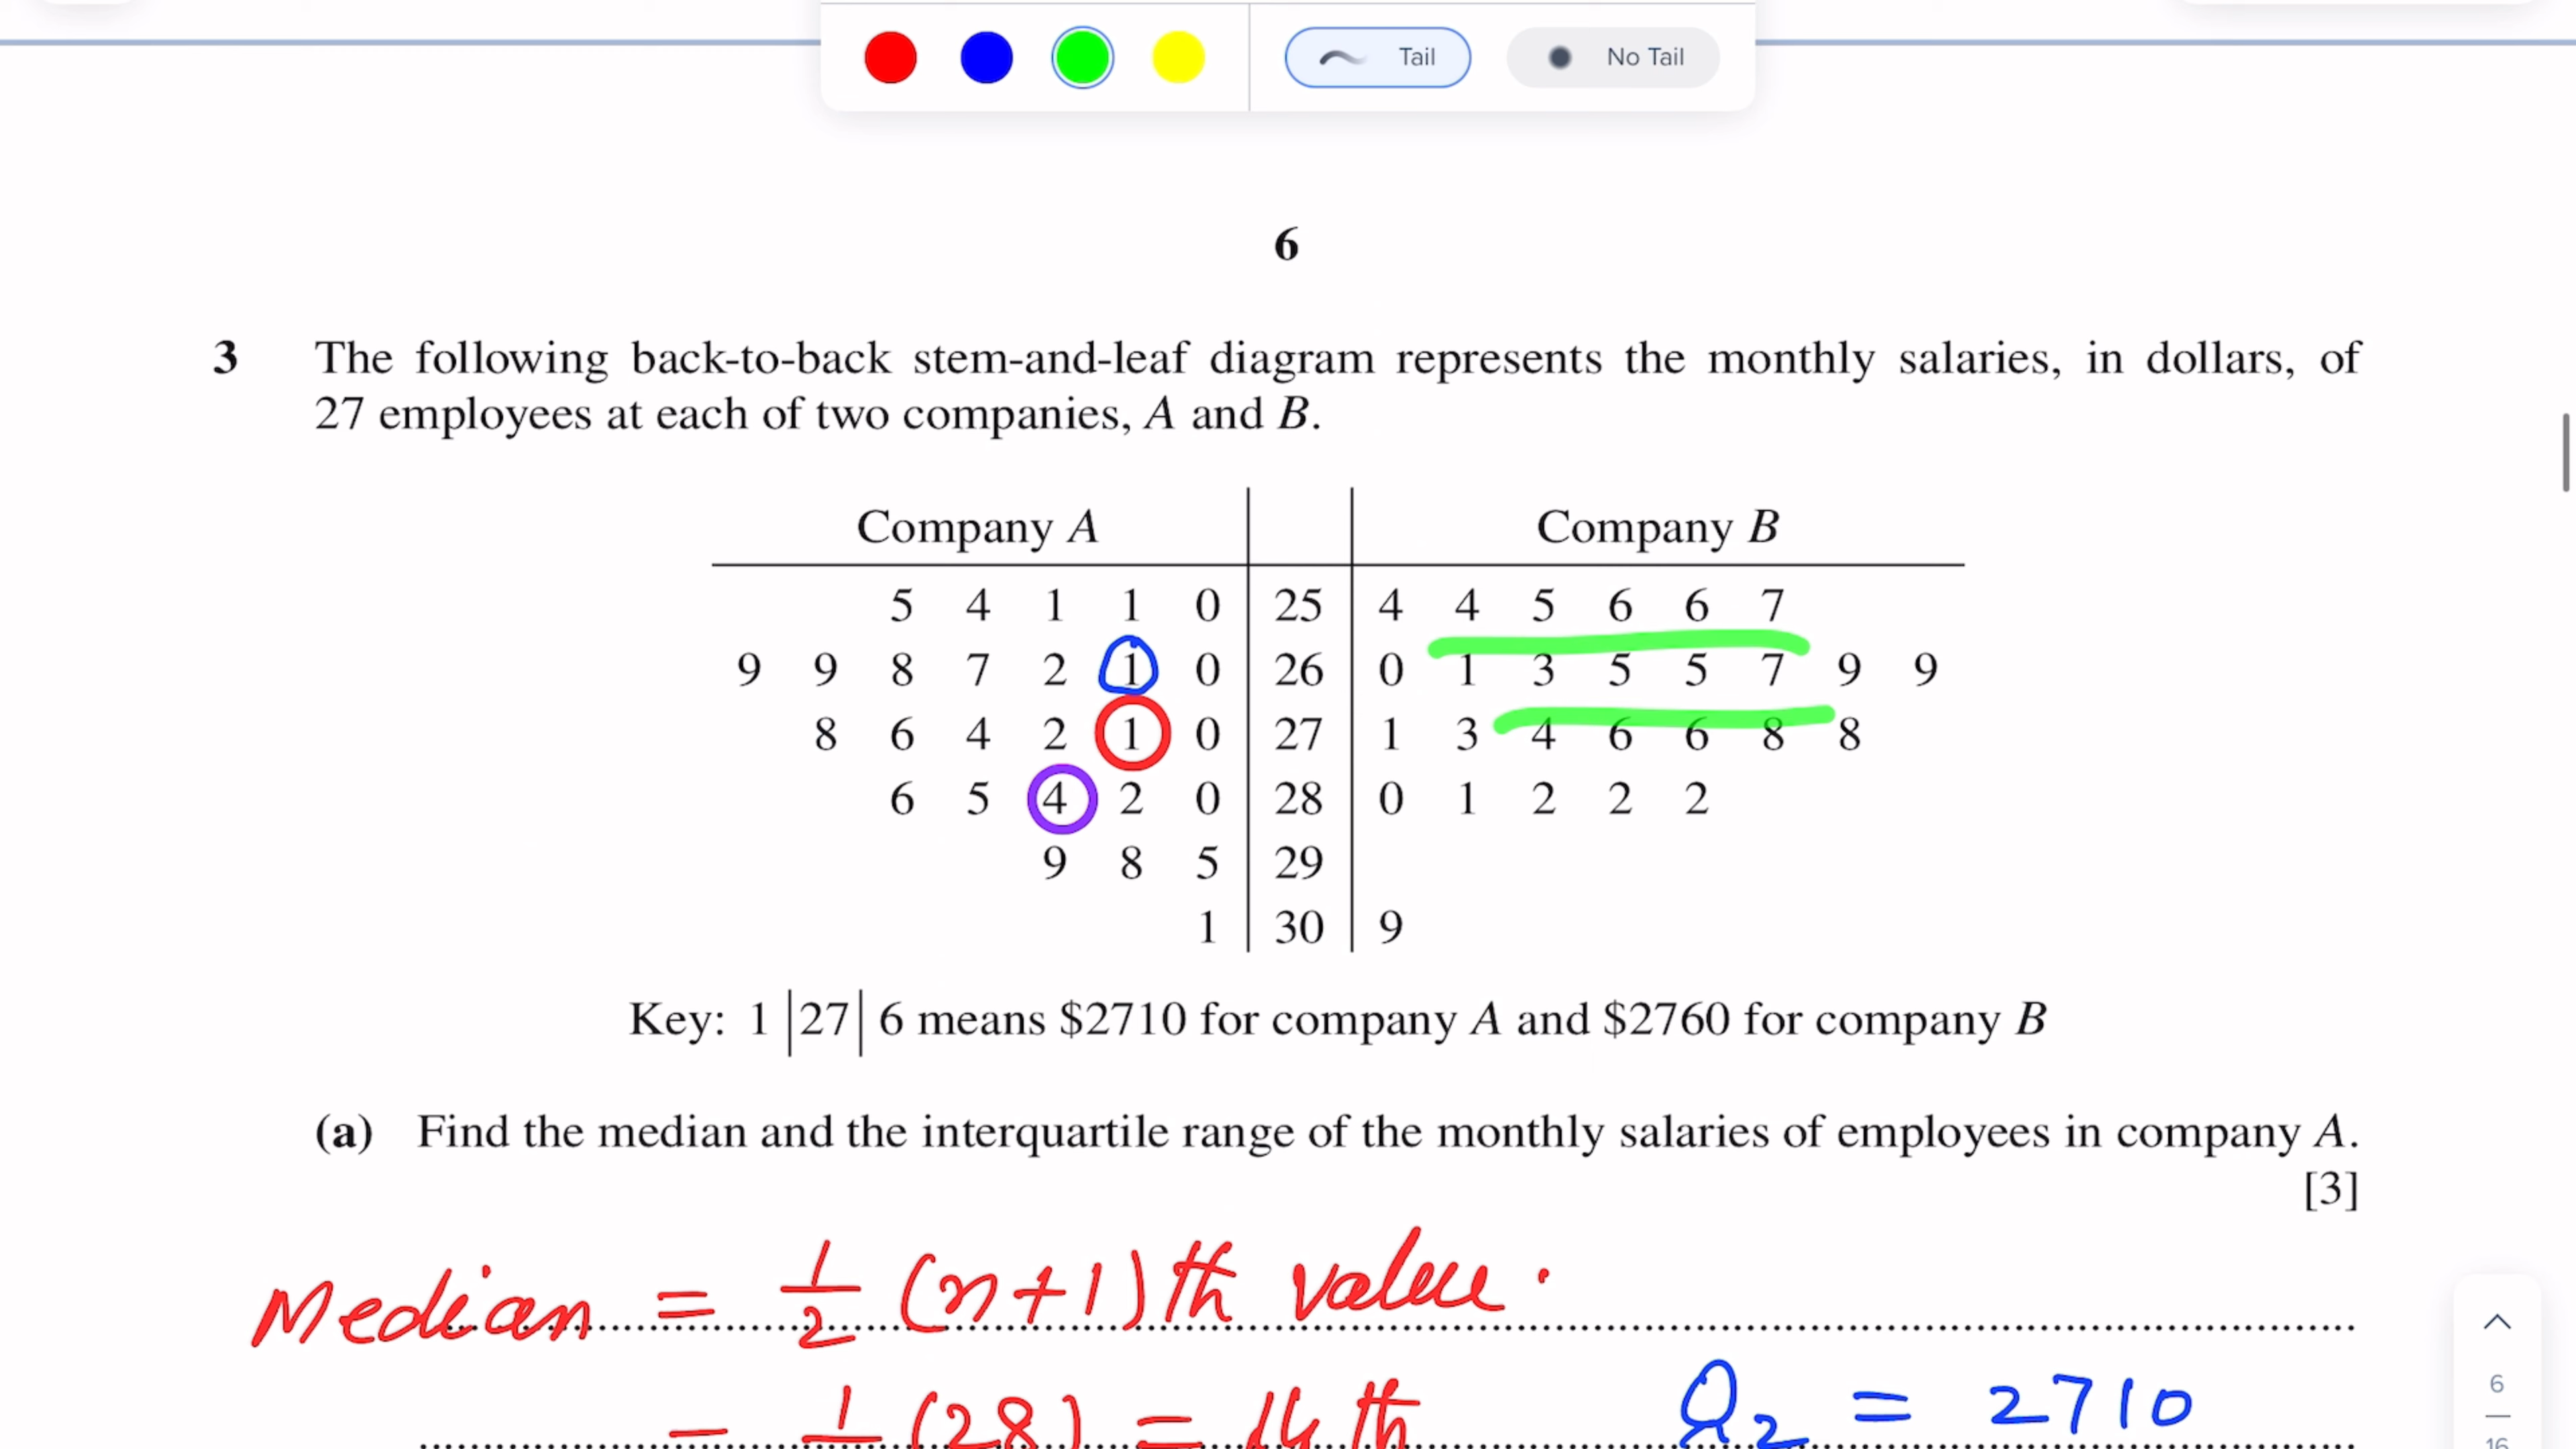 Tail No Tail
6
3 The following back-to-back stem-and-leaf diagram represents the monthly salaries, in dollars, of
27 employees at each of two companies, A and B.
Company A Company B
5 4 1 1 0 25 4 4 5 6 6 7
9 9 8 7 2 1 0 26 0 1 3 5 5 7 9 9
8 6 4 2 1 0 27 1 3 4 6 6 8 8
6 5 4 2 0 28 0 1 2 2 2
9 8 5 29
1 30 9
Key: 1 |27| 6 means $2710 for company A and $2760 for company B
(a) Find the median and the interquartile range of the monthly salaries of employees in company A.
[3]
Median = 1/2 (n+1)th value.
= 1/2 (28) = 14th Q2 = 2710
6
16